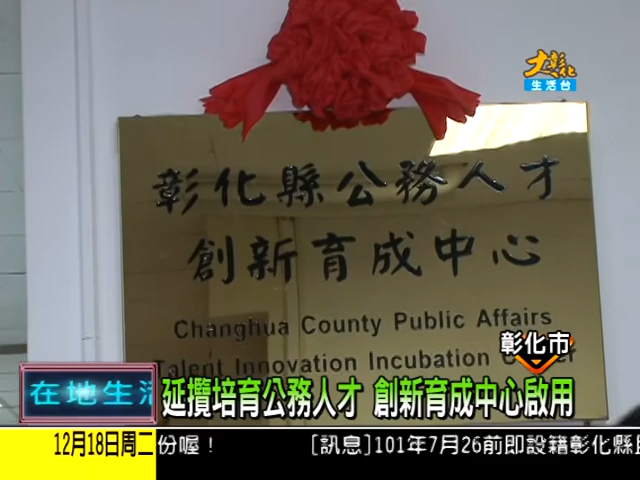 大彰化
生活台
彰化縣公務人才
創新育成中心
Changhua County Public Affairs
Talent Innovation Incubation
彰化市
在地生活
延攬培育公務人才 創新育成中心啟用
12月18日周二
份喔！ [訊息]101年7月26前即設籍彰化縣